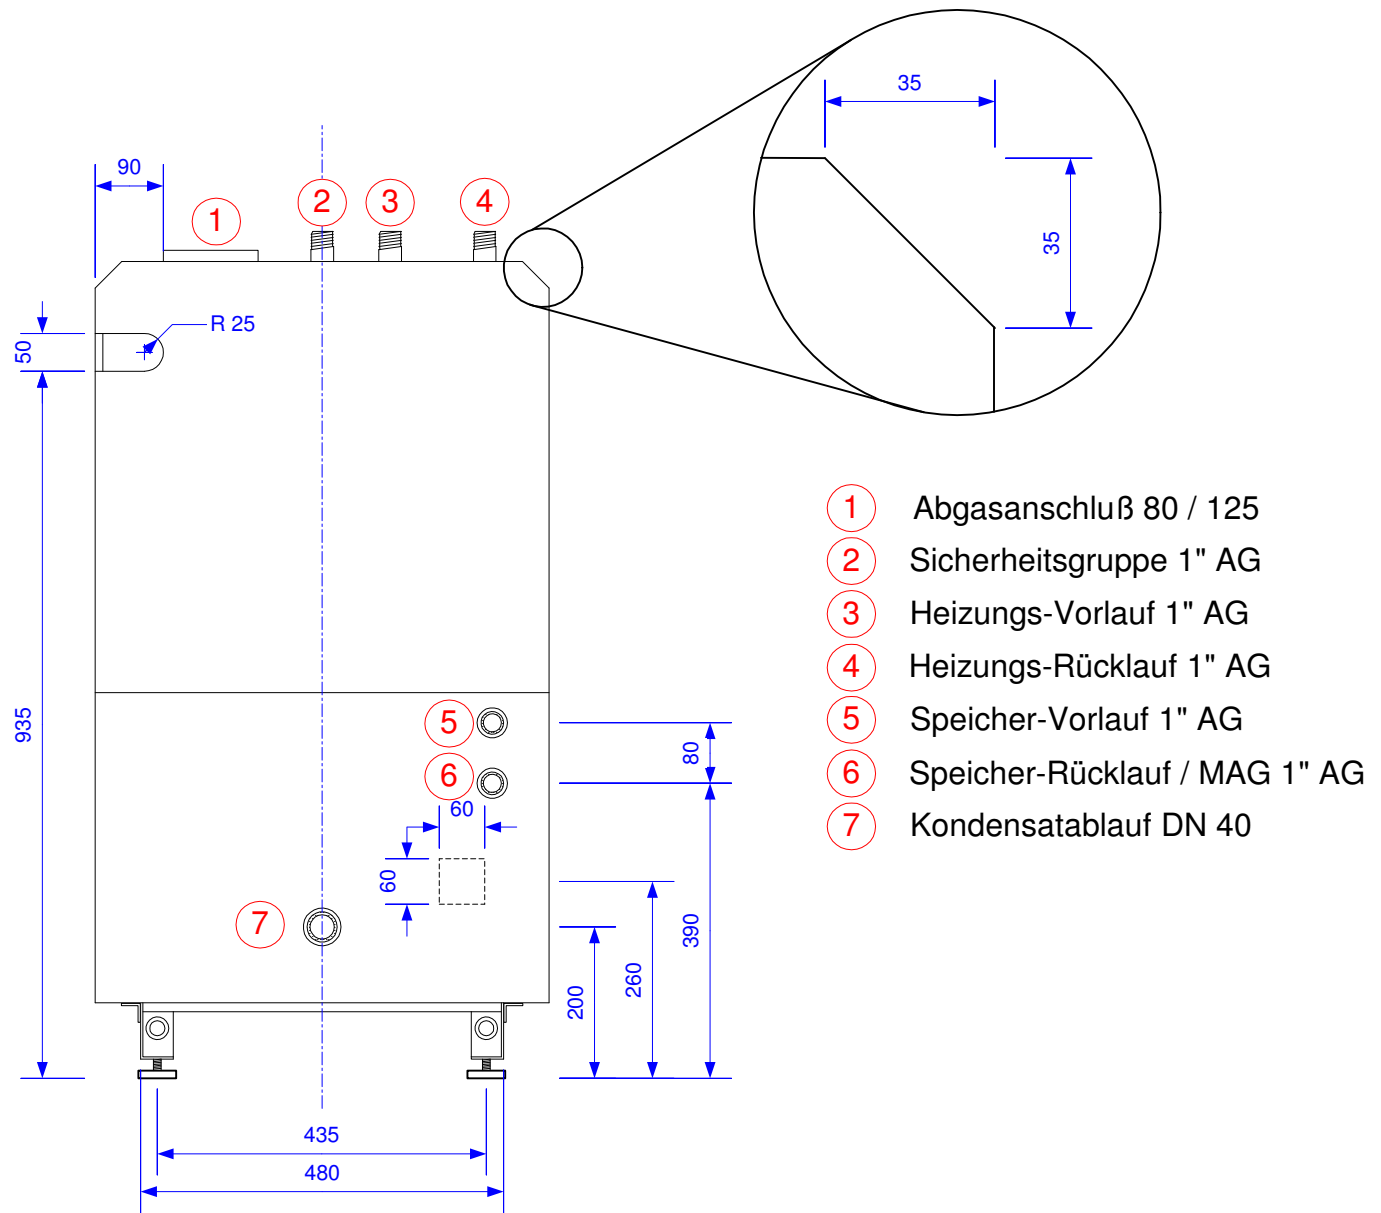 35
90
2
3
4
1
35
R 25
50
1 Abgasanschluß 80 / 125
2 Sicherheitsgruppe 1" AG
3 Heizungs-Vorlauf 1" AG
4 Heizungs-Rücklauf 1" AG
5 Speicher-Vorlauf 1" AG
6 Speicher-Rücklauf / MAG 1" AG
7 Kondensatablauf DN 40
935
5
80
6
60
60
7
390
260
200
435
480